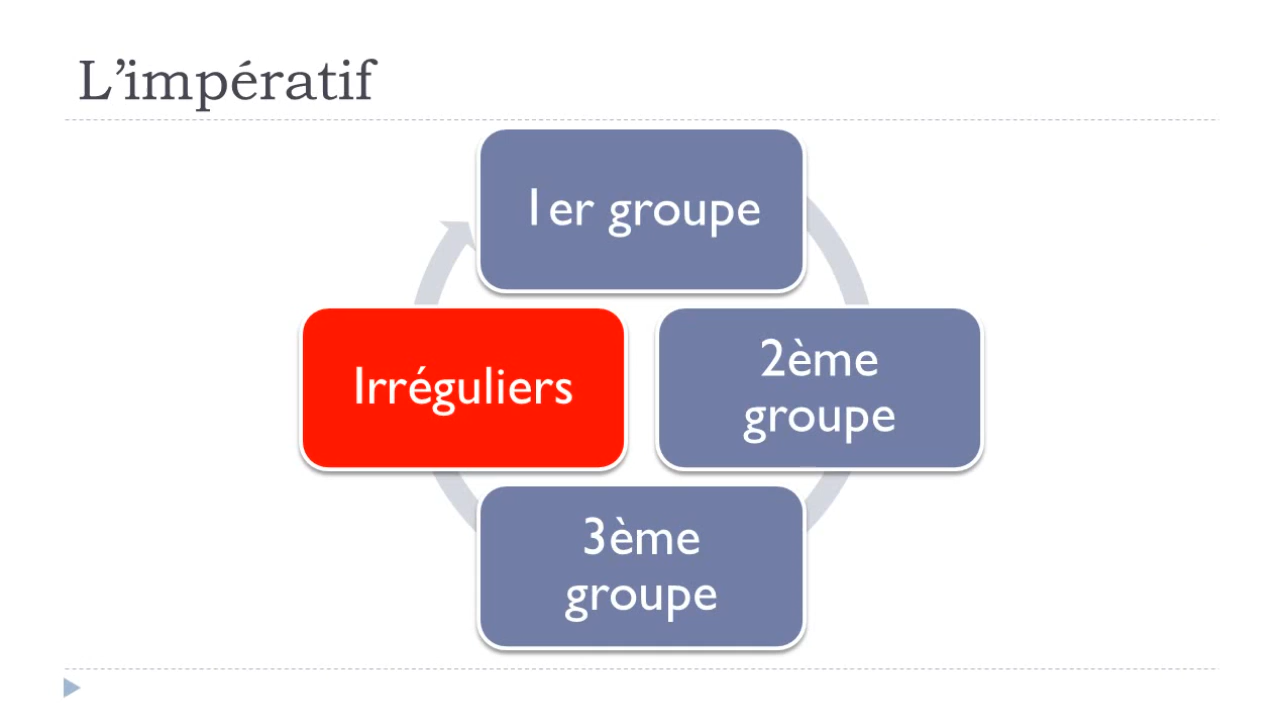 L’impératif
1er groupe
Irréguliers
2ème
groupe
3ème
groupe